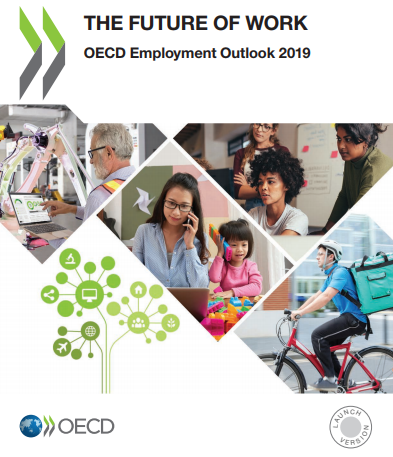 THE FUTURE OF WORK
OECD Employment Outlook 2019
OECD
LAUNCH
VERSION